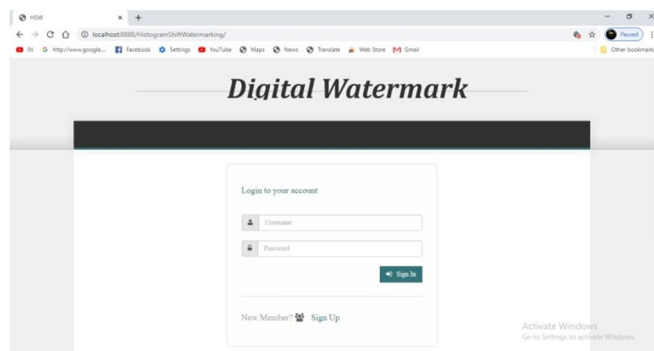 HSW
localhost:8888/HistogramShiftWatermarking/
Paused
IN http://www.google... Facebook Settings YouTube Maps News Translate Web Store Gmail Other bookmarks
Digital Watermark
Login to your account
Username
Password
Sign In
New Member? Sign Up
Activate Windows
Go to Settings to activate Windows.